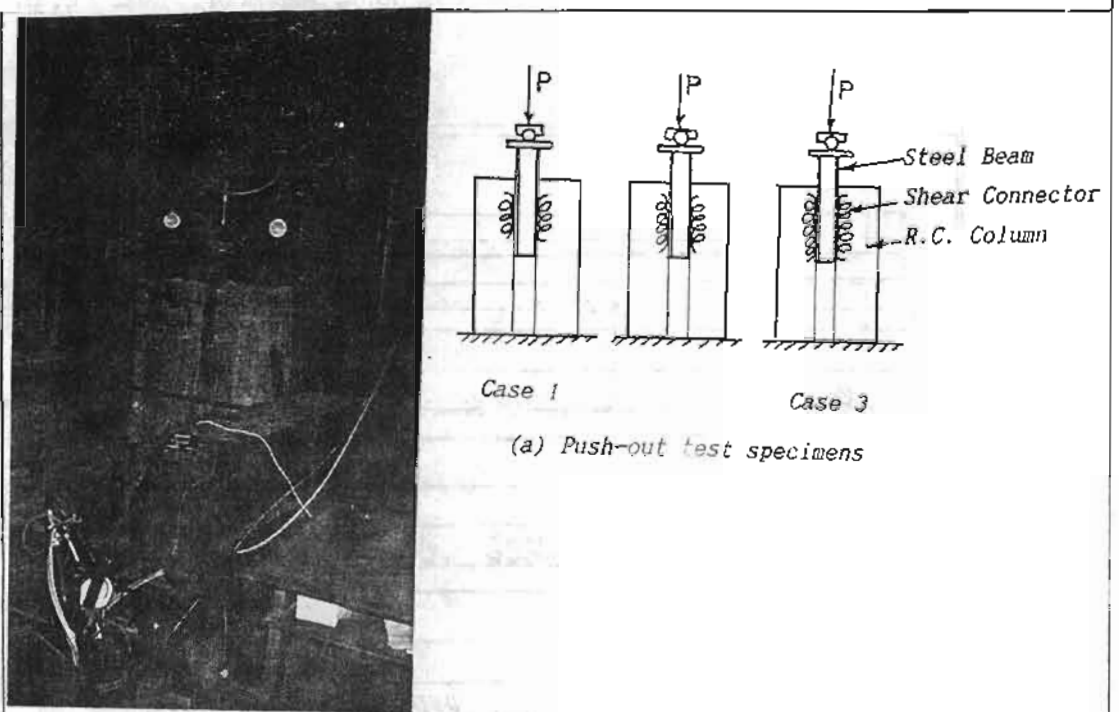 P
P
P
Steel Beam
Shear Connector
R.C. Column
Case 1
Case 3
(a) Push-out test specimens